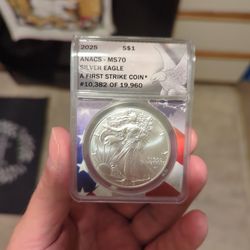 2025 S$1
ANACS - MS70
SILVER EAGLE
A FIRST STRIKE COIN*
#10,382 OF 19,960